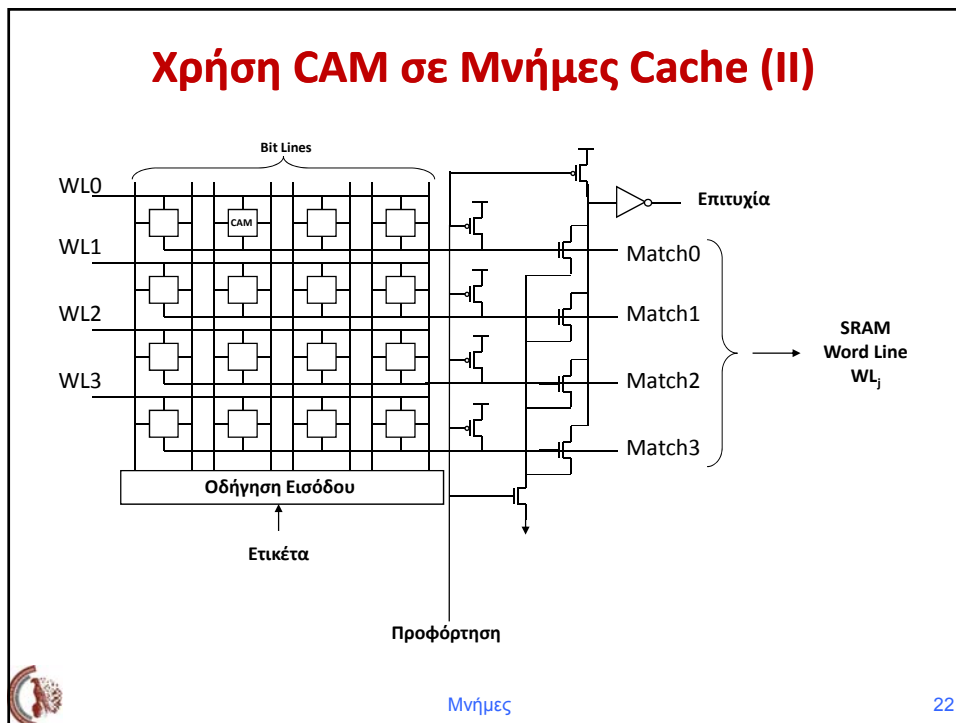 Χρήση CAM σε Μνήμες Cache (II)
Bit Lines
WL0
CAM
Επιτυχία
WL1
Match0
WL2
Match1
SRAM
Word Line
WLj
WL3
Match2
Match3
Οδήγηση Εισόδου
Ετικέτα
Προφόρτηση
Μνήμες
22